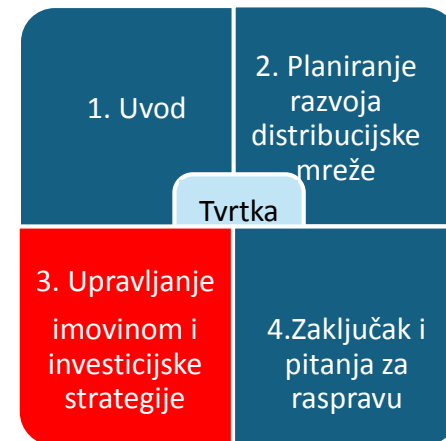 1. Uvod
2. Planiranje
razvoja
distribucijske
mreže
Tvrtka
3. Upravljanje
imovinom i
investicijske
strategije
4.Zaključak i
pitanja za
raspravu